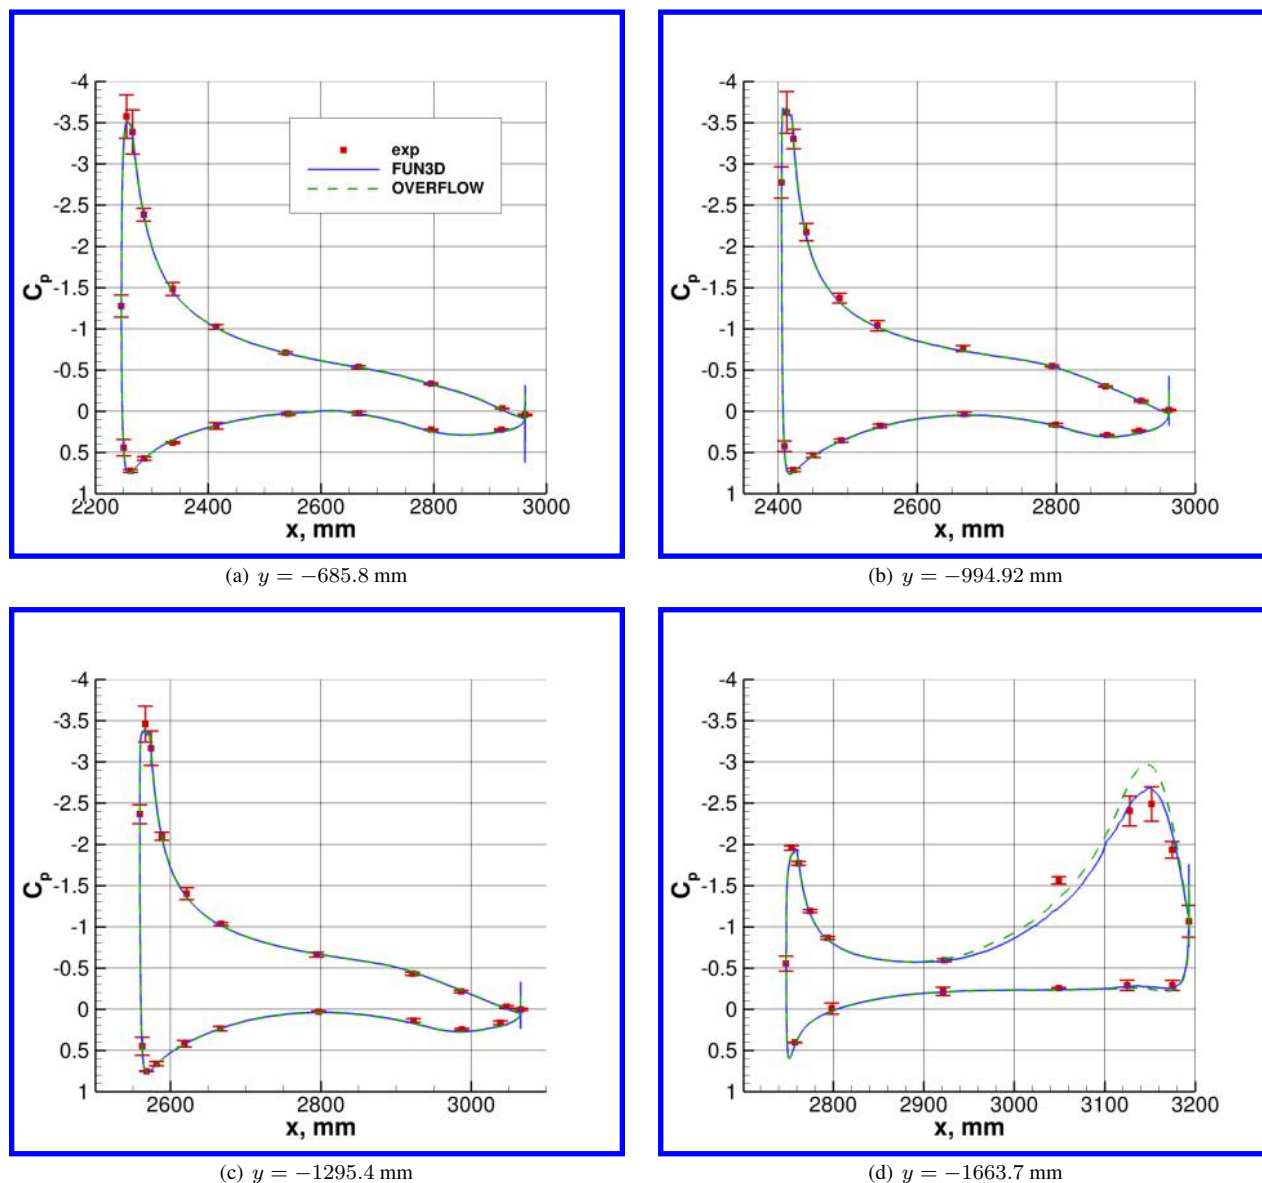 -4
-3.5
-3
-2.5
-2
-1.5
-1
-0.5
0
0.5
1
Cp
exp
FUN3D
OVERFLOW
2200 2400 2600 2800 3000
x, mm
(a) y = −685.8 mm
-4
-3.5
-3
-2.5
-2
-1.5
-1
-0.5
0
0.5
1
Cp
2400 2600 2800 3000
x, mm
(b) y = −994.92 mm
-4
-3.5
-3
-2.5
-2
-1.5
-1
-0.5
0
0.5
1
Cp
2600 2800 3000
x, mm
(c) y = −1295.4 mm
-4
-3.5
-3
-2.5
-2
-1.5
-1
-0.5
0
0.5
1
Cp
2800 2900 3000 3100 3200
x, mm
(d) y = −1663.7 mm